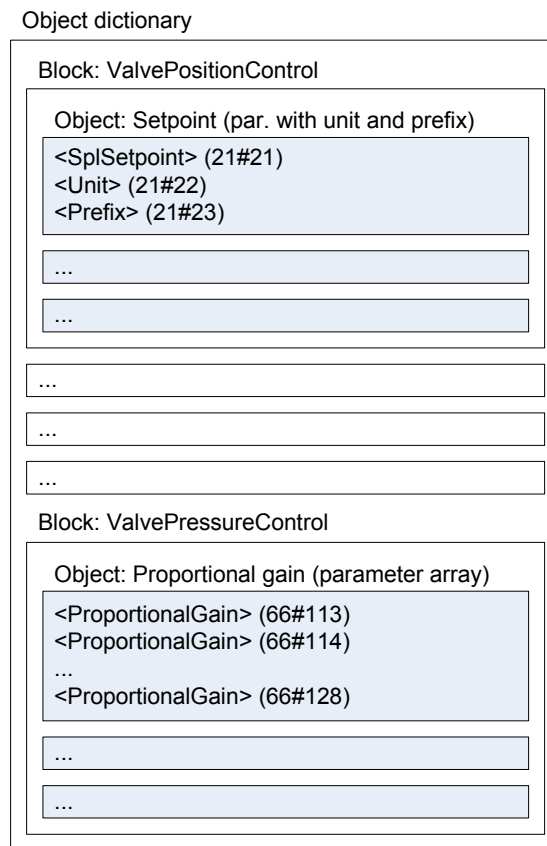 Object dictionary
Block: ValvePositionControl
Object: Setpoint (par. with unit and prefix)
<SplSetpoint> (21#21)
<Unit> (21#22)
<Prefix> (21#23)
...
...
...
...
...
Block: ValvePressureControl
Object: Proportional gain (parameter array)
<ProportionalGain> (66#113)
<ProportionalGain> (66#114)
...
<ProportionalGain> (66#128)
...
...